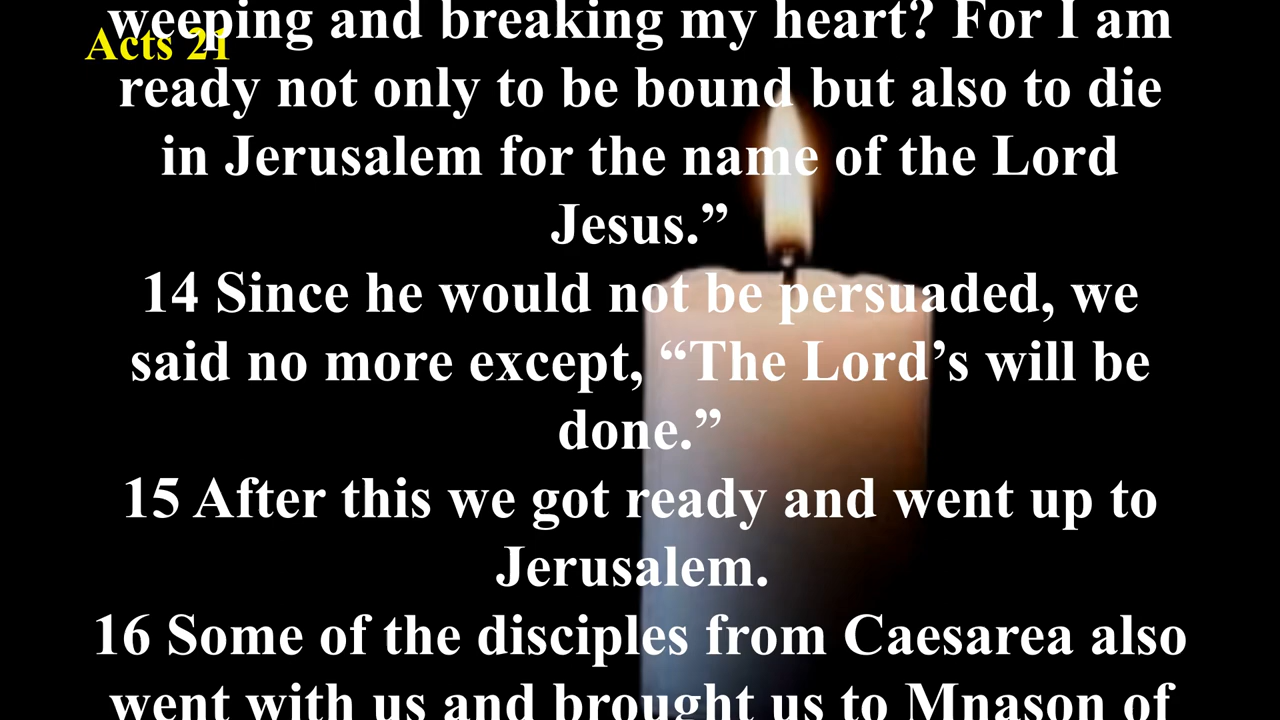 weeping and breaking my heart? For I am
Acts 21
ready not only to be bound but also to die
in Jerusalem for the name of the Lord
Jesus.”
14 Since he would not be persuaded, we
said no more except, “The Lord’s will be
done.”
15 After this we got ready and went up to
Jerusalem.
16 Some of the disciples from Caesarea also
went with us and brought us to Mnason of